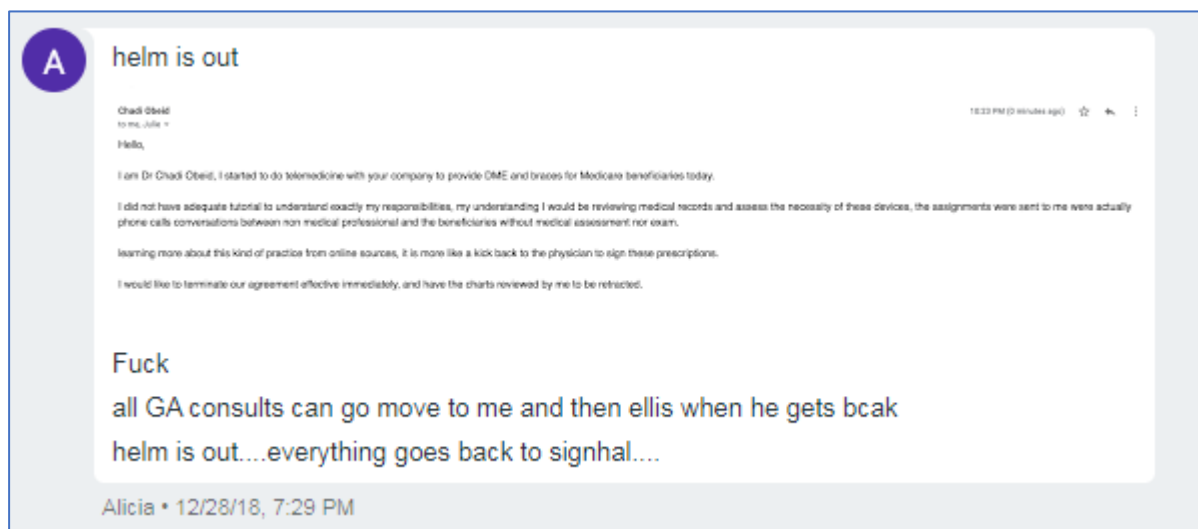 A
helm is out
Chadi Obeid
10:33 PM (0 minutes ago)
to me, Julie
Hello,
I am Dr Chadi Obeid, I started to do telemedicine with your company to provide DME and braces for Medicare beneficiaries today.
I did not have adequate tutorial to understand exactly my responsibilities, my understanding I would be reviewing medical records and assess the necessity of these devices, the assignments were sent to me were actually
phone calls conversations between non medical professional and the beneficiaries without medical assessment nor exam.
learning more about this kind of practice from online sources, it is more like a kick back to the physician to sign these prescriptions.
I would like to terminate our agreement effective immediately, and have the charts reviewed by me to be retracted.
Fuck
all GA consults can go move to me and then ellis when he gets bcak
helm is out....everything goes back to signhal....
Alicia • 12/28/18, 7:29 PM